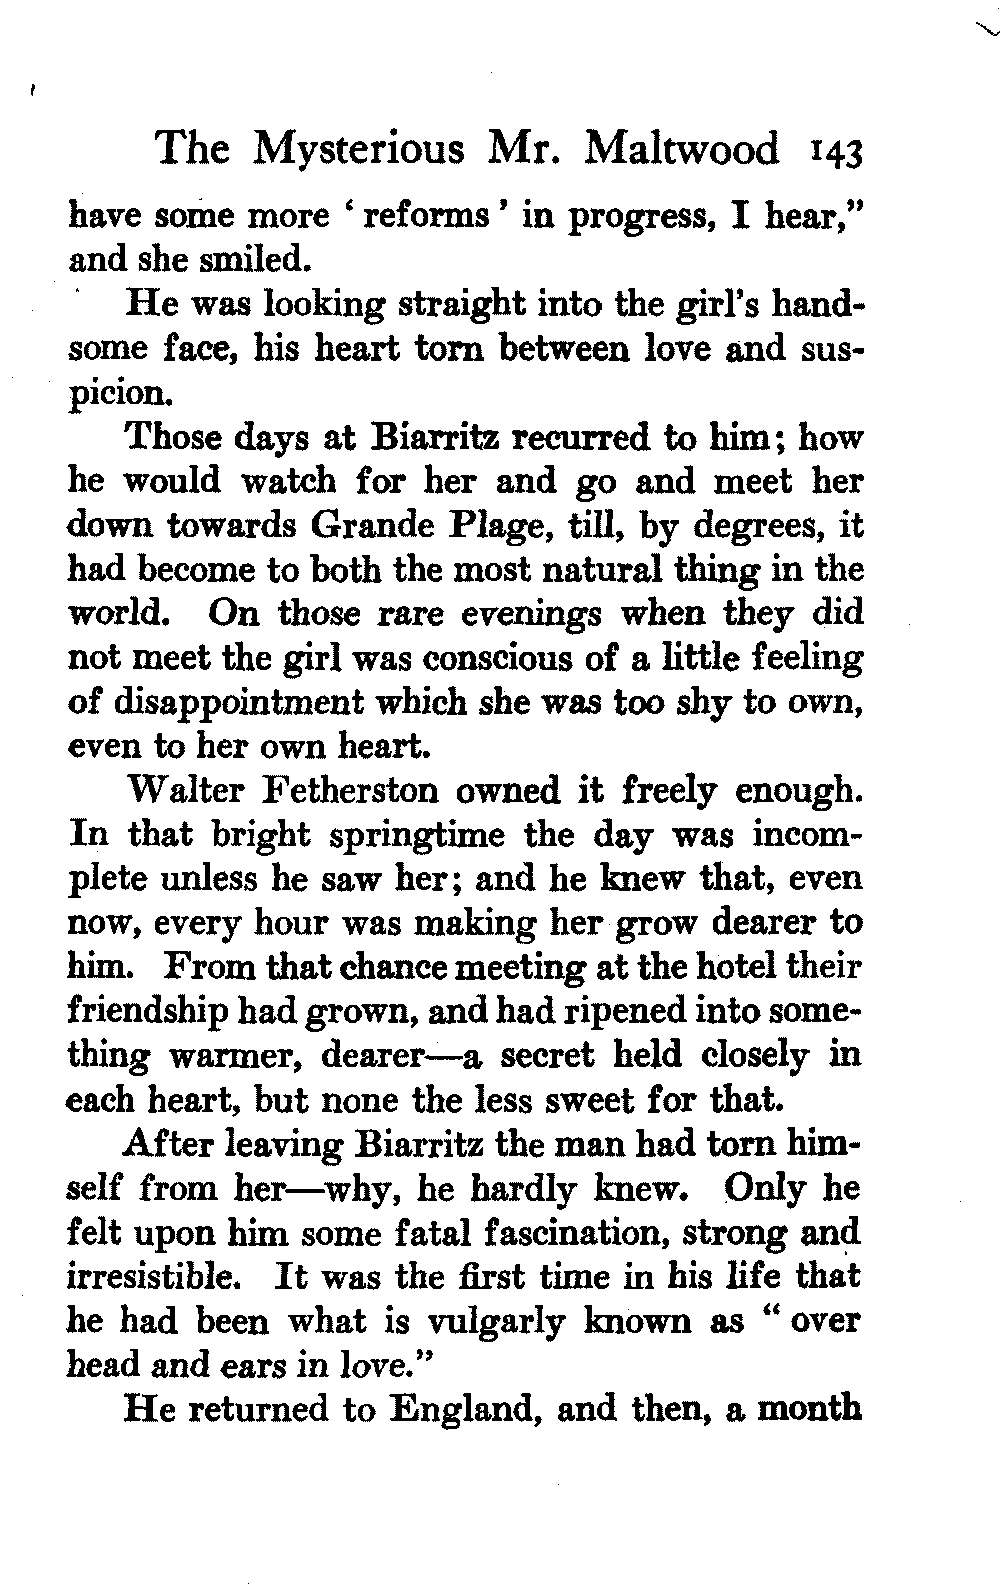 The Mysterious Mr. Maltwood 143
have some more ‘ reforms ’ in progress, I hear,”
and she smiled.
He was looking straight into the girl’s hand-
some face, his heart torn between love and sus-
picion.
Those days at Biarritz recurred to him; how
he would watch for her and go and meet her
down towards Grande Plage, till, by degrees, it
had become to both the most natural thing in the
world. On those rare evenings when they did
not meet the girl was conscious of a little feeling
of disappointment which she was too shy to own,
even to her own heart.
Walter Fetherston owned it freely enough.
In that bright springtime the day was incom-
plete unless he saw her; and he knew that, even
now, every hour was making her grow dearer to
him. From that chance meeting at the hotel their
friendship had grown, and had ripened into some-
thing warmer, dearer—a secret held closely in
each heart, but none the less sweet for that.
After leaving Biarritz the man had torn him-
self from her—why, he hardly knew. Only he
felt upon him some fatal fascination, strong and
irresistible. It was the first time in his life that
he had been what is vulgarly known as “ over
head and ears in love.”
He returned to England, and then, a month